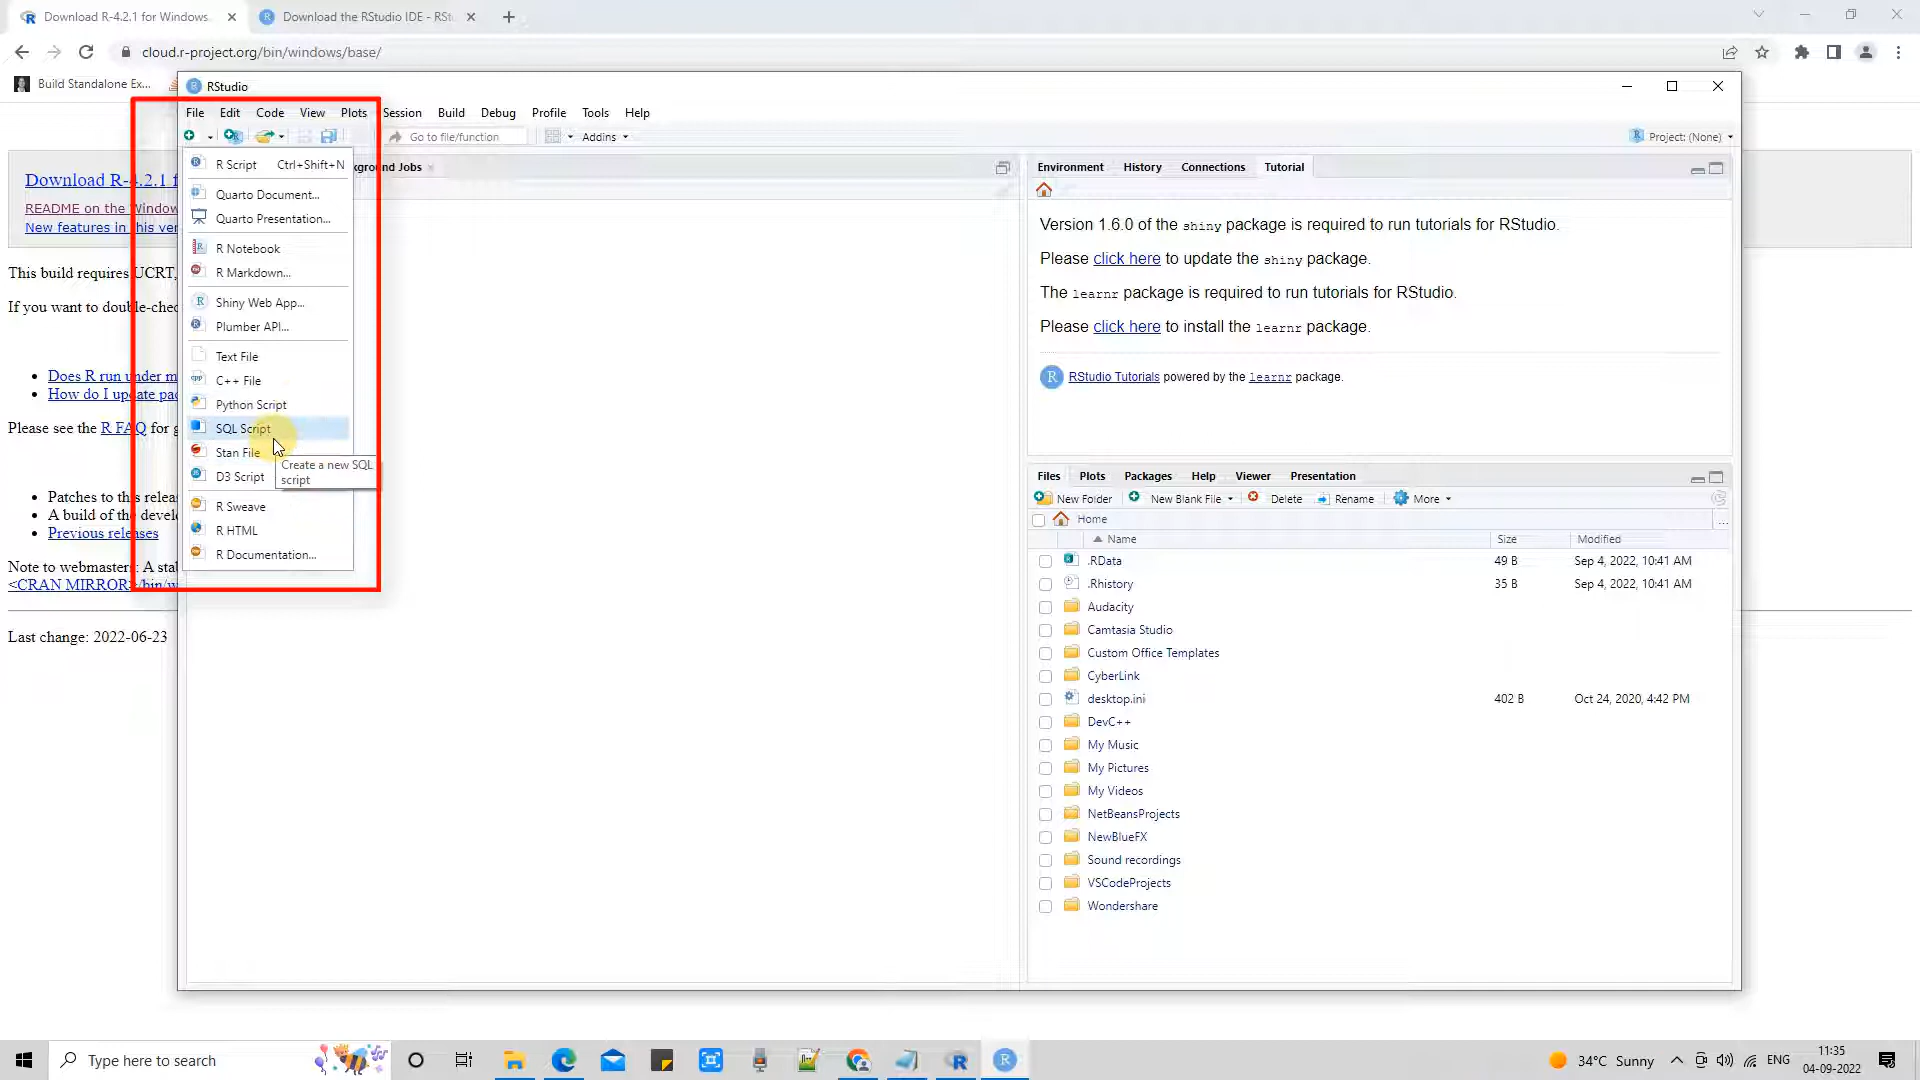 Download R-4.2.1 for Windows.
Download the RStudio IDE - RSt
cloud.r-project.org/bin/windows/base/
Build Standalone Ex...
RStudio
File Edit Code View Plots Session Build Debug Profile Tools Help
Go to file/function
Addins
Project: (None)
R Script Ctrl+Shift+N
Quarto Document...
Quarto Presentation...
R Notebook
R Markdown...
Shiny Web App...
Plumber API...
Text File
C++ File
Python Script
SQL Script
Stan File
D3 Script
R Sweave
R HTML
R Documentation...
Create a new SQL
script
kground Jobs
Download R-4.2.1 f
README on the Window
New features in this ver
This build requires UCRT,
If you want to double-chec
Does R run under m
How do I update pac
Please see the R FAQ for g
Patches to this relea
A build of the develo
Previous releases
Note to webmasters: A stab
<CRAN MIRROR>/bin/w
Last change: 2022-06-23
Environment History Connections Tutorial
Version 1.6.0 of the shiny package is required to run tutorials for RStudio.
Please click here to update the shiny package.
The learnr package is required to run tutorials for RStudio.
Please click here to install the learnr package.
RStudio Tutorials powered by the learnr package.
Files Plots Packages Help Viewer Presentation
New Folder New Blank File Delete Rename More
Home ...
Name Size Modified
.RData 49 B Sep 4, 2022, 10:41 AM
.Rhistory 35 B Sep 4, 2022, 10:41 AM
Audacity
Camtasia Studio
Custom Office Templates
CyberLink
desktop.ini 402 B Oct 24, 2020, 4:42 PM
DevC++
My Music
My Pictures
My Videos
NetBeansProjects
NewBlueFX
Sound recordings
VSCodeProjects
Wondershare
Type here to search
34°C Sunny
ENG
11:35
04-09-2022